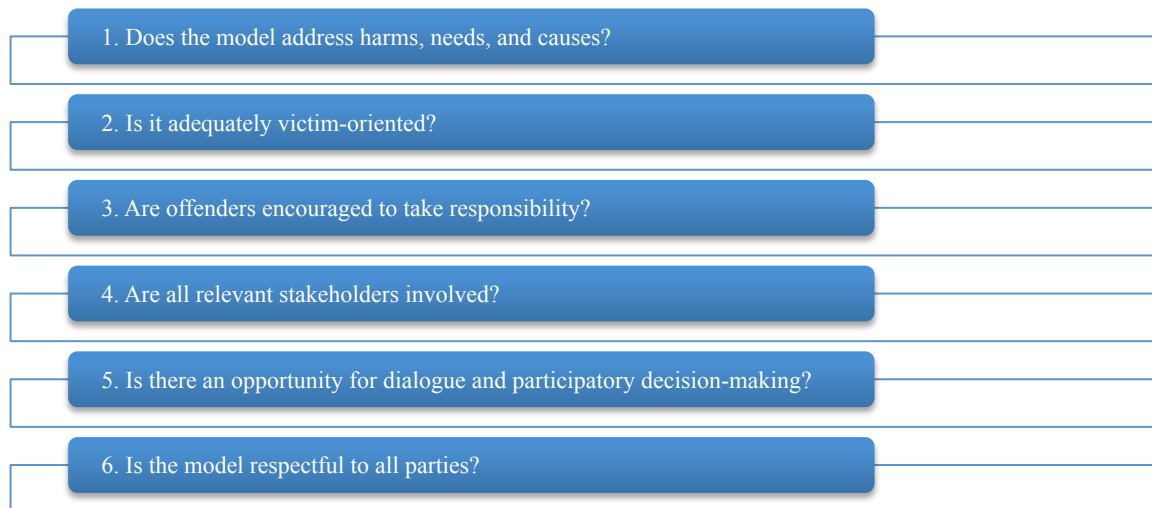 1. Does the model address harms, needs, and causes?
2. Is it adequately victim-oriented?
3. Are offenders encouraged to take responsibility?
4. Are all relevant stakeholders involved?
5. Is there an opportunity for dialogue and participatory decision-making?
6. Is the model respectful to all parties?